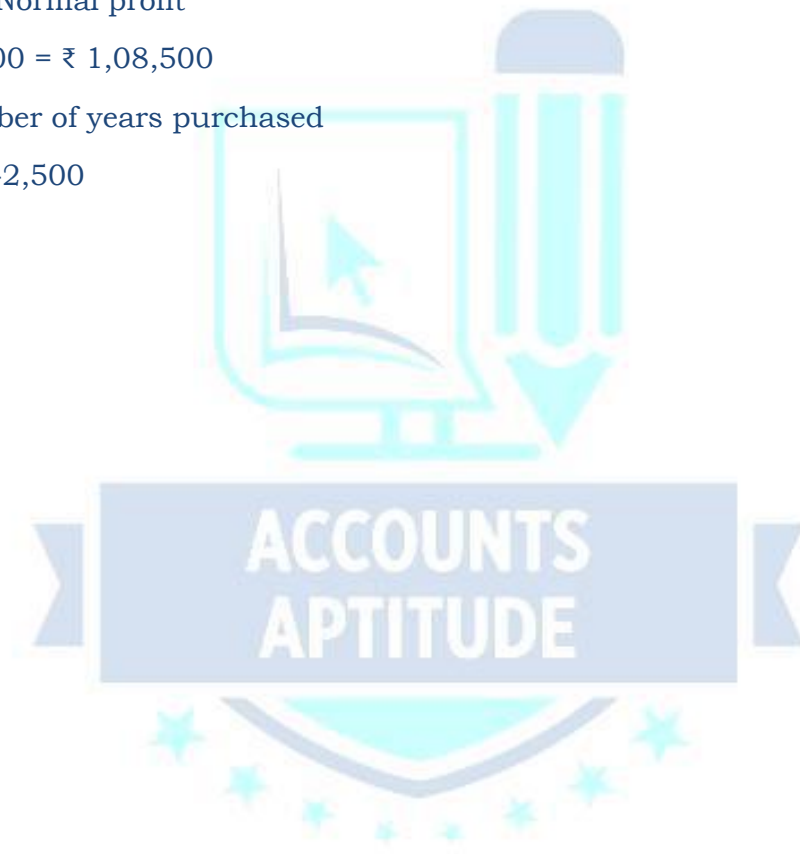 Normal profit
00 = ₹ 1,08,500
ber of years purchased
2,500
ACCOUNTS
APTITUDE